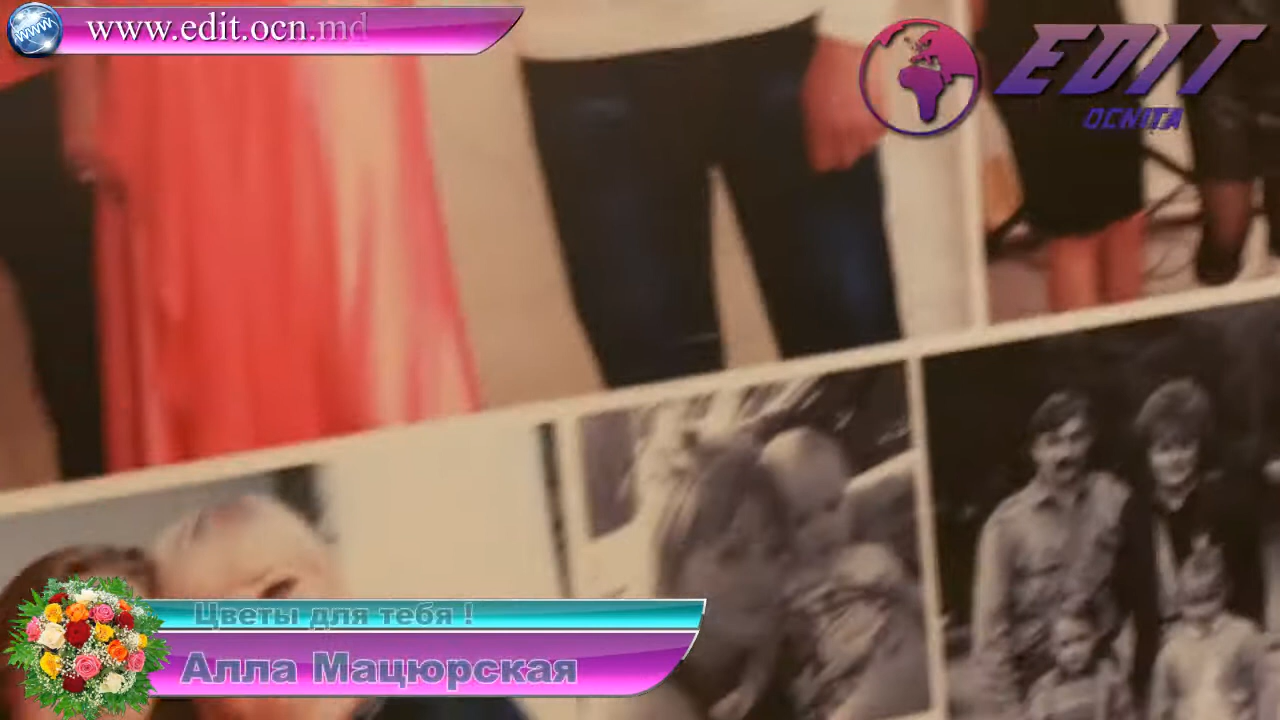 www.edit.ocn.md
EDIT
OCNITA
Цветы для тебя !
Алла Мацюрская